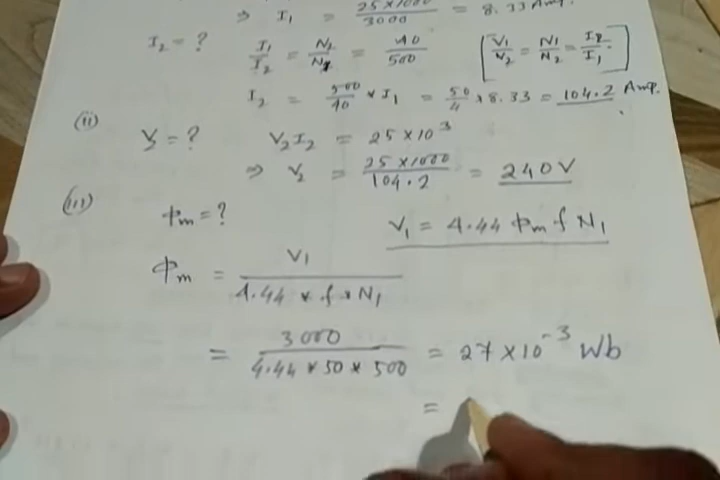 ⇒ I₁ = 25×1000/3000 = 8.33 Amp.
I₂ = ? I₁/I₂ = N₂/N₁ = 40/500 [V₁/V₂ = N₁/N₂ = I₂/I₁]
I₂ = 500/40 × I₁ = 50/4 × 8.33 = 104.2 Amp.
(ii) V₂ = ? V₂I₂ = 25 × 10³
⇒ V₂ = 25×1000/104.2 = 240V
(iii) Φm = ? V₁ = 4.44 Φm f N₁
Φm = V₁/4.44 × f × N₁
= 3000/4.44 × 50 × 500 = 27 × 10⁻³ Wb
=